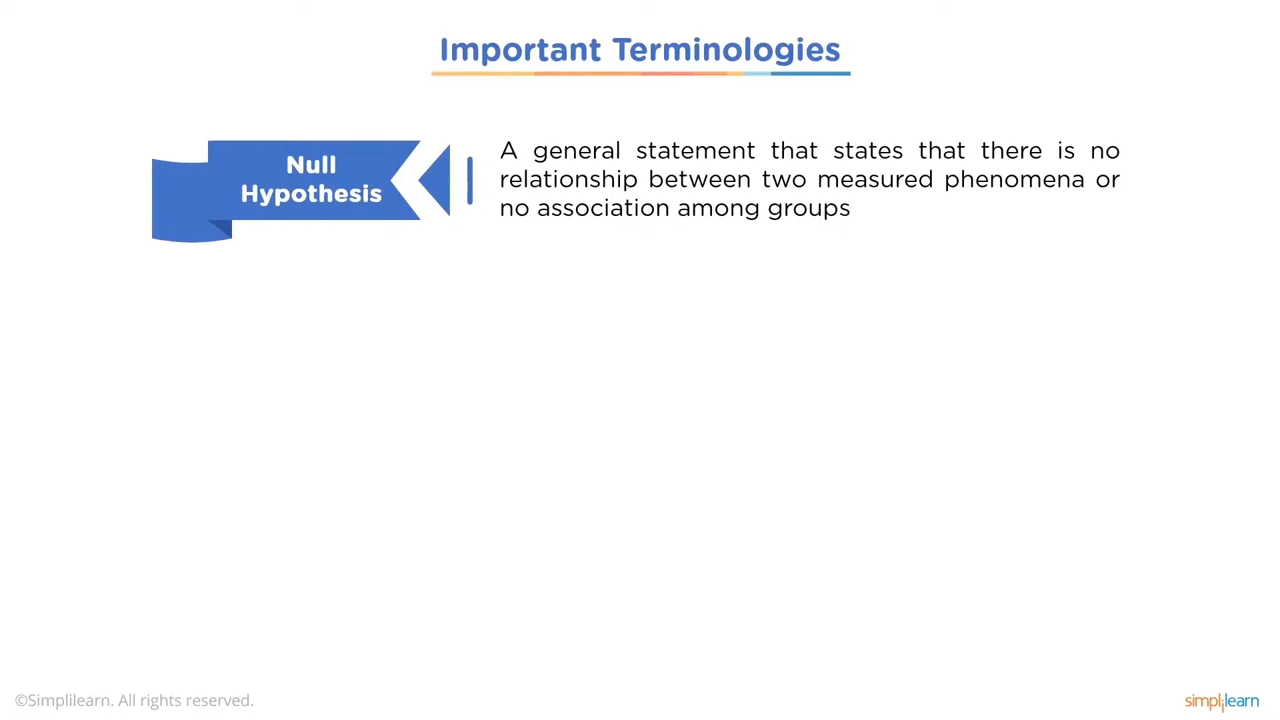 Important Terminologies
Null
Hypothesis
A general statement that states that there is no
relationship between two measured phenomena or
no association among groups
©Simplilearn. All rights reserved.
simplilearn